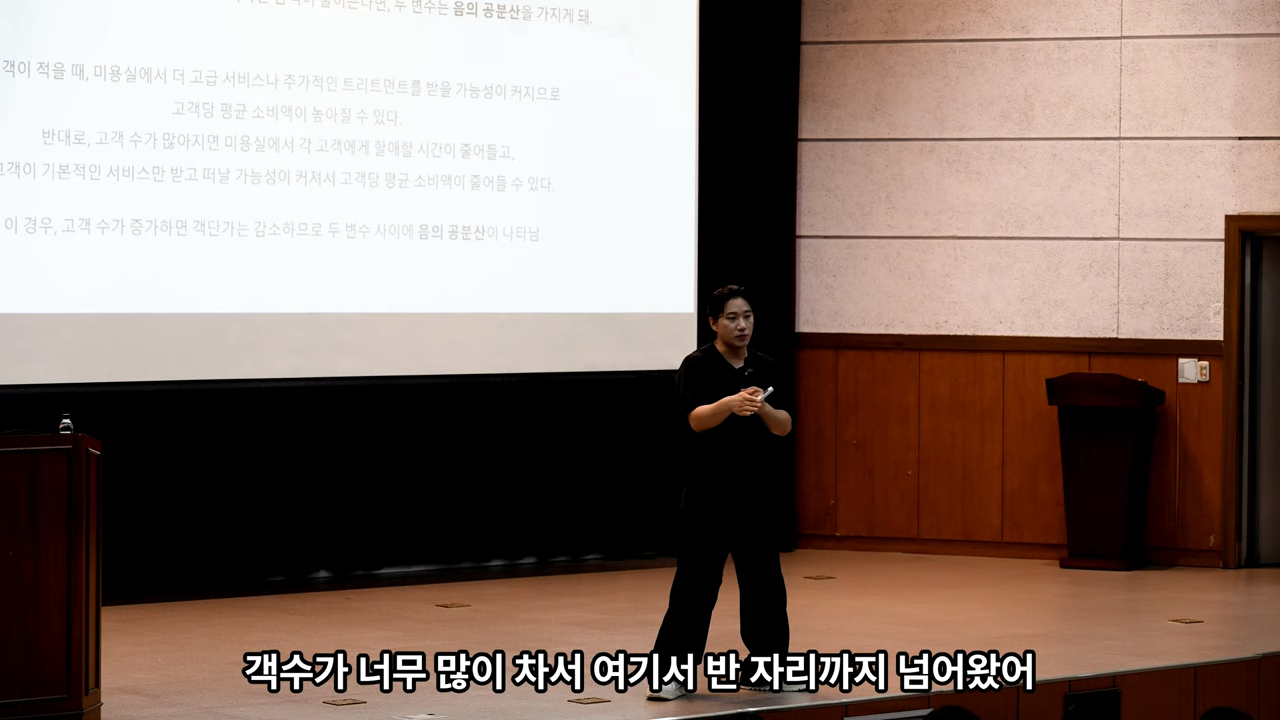 두 변수는 음의 공분산을 가지게 돼.
객이 적을 때, 미용실에서 더 고급 서비스나 추가적인 트리트먼트를 받을 가능성이 커지므로
고객당 평균 소비액이 높아질 수 있다.
반대로, 고객 수가 많아지면 미용실에서 각 고객에게 할애할 시간이 줄어들고,
고객이 기본적인 서비스만 받고 떠날 가능성이 커져서 고객당 평균 소비액이 줄어들 수 있다.
이 경우, 고객 수가 증가하면 객단가는 감소하므로 두 변수 사이에 음의 공분산이 나타남.
객수가 너무 많이 차서 여기서 반 자리까지 넘어왔어